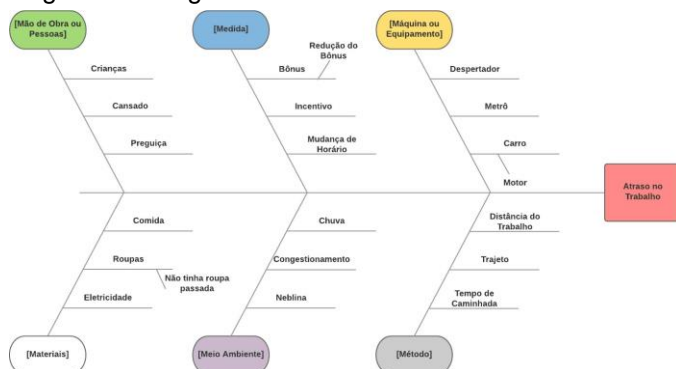 [Mão de Obra ou
Pessoas]
[Medida]
[Máquina ou
Equipamento]
Redução do
Bônus
Crianças
Bônus
Despertador
Cansado
Incentivo
Metrô
Preguiça
Mudança de
Horário
Carro
Motor
Atraso no
Trabalho
Comida
Chuva
Distância do
Trabalho
Roupas
Não tinha roupa
passada
Congestionamento
Trajeto
Eletricidade
Neblina
Tempo de
Caminhada
[Materiais]
[Meio Ambiente]
[Método]